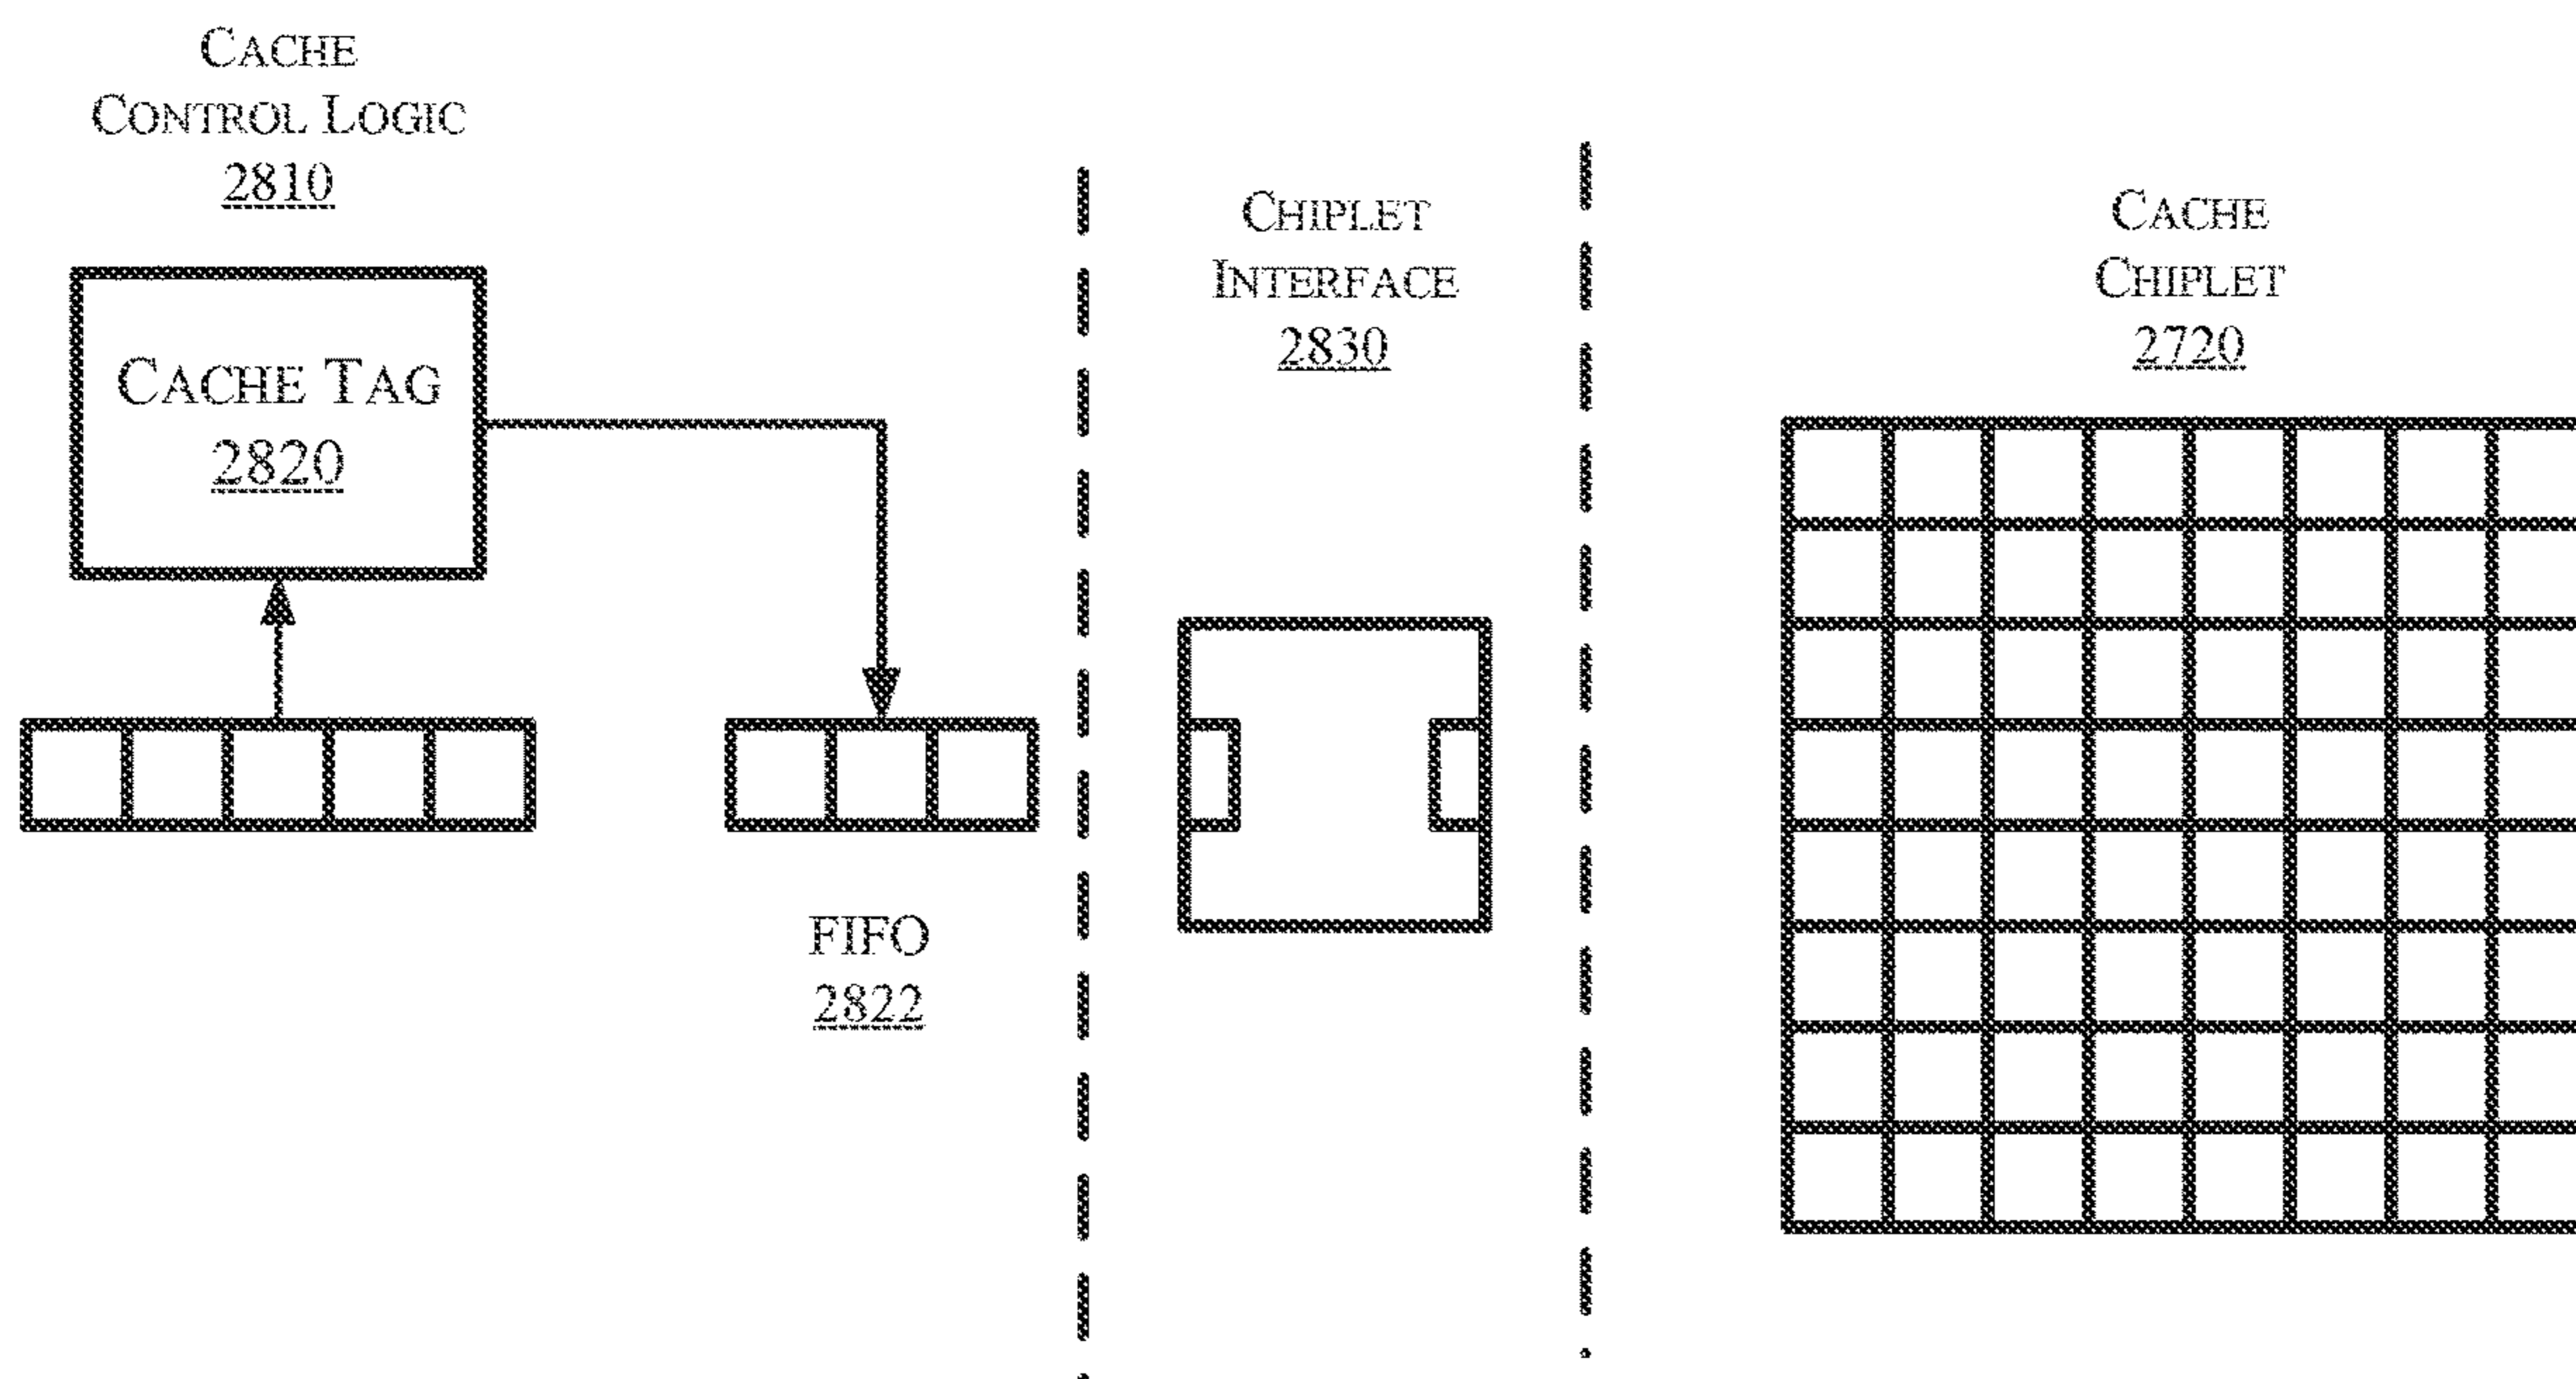 CACHE
CONTROL LOGIC
2810
CACHE TAG
2820
FIFO
2822
CHIPLET
INTERFACE
2830
CACHE
CHIPLET
2720